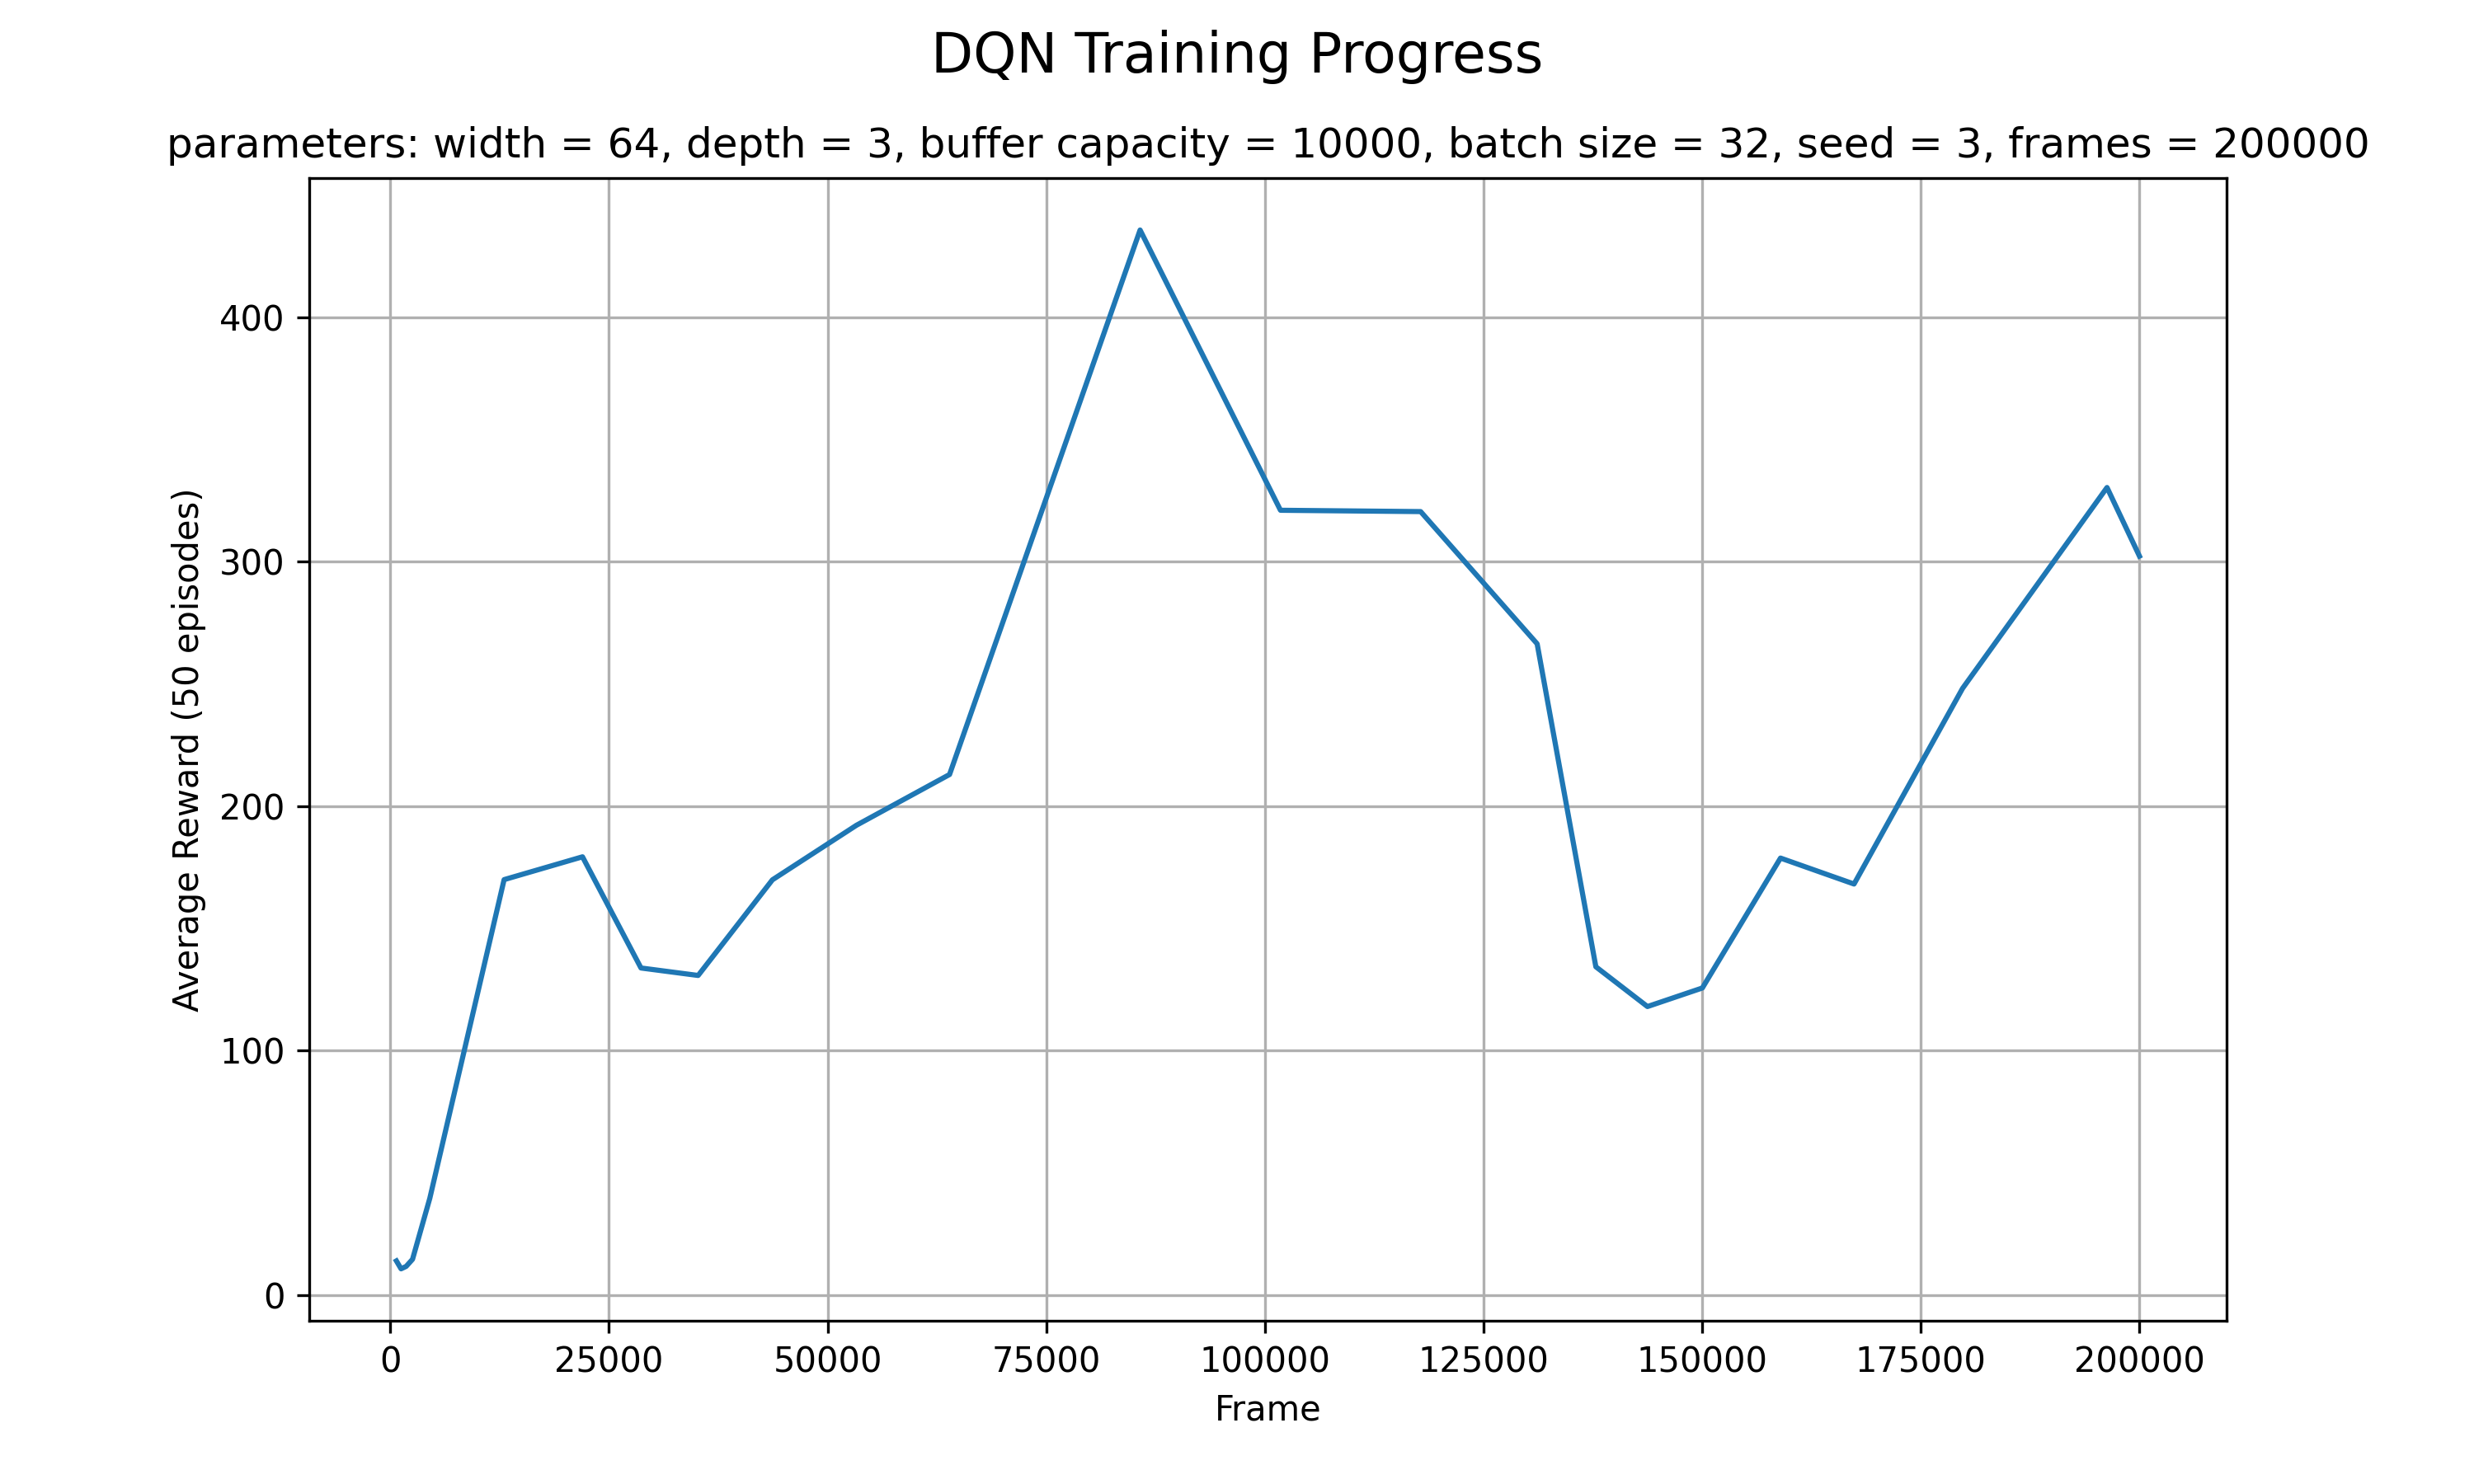 DQN Training Progress
parameters: width = 64, depth = 3, buffer capacity = 10000, batch size = 32, seed = 3, frames = 200000
Average Reward (50 episodes)
400
300
200
100
0
0 25000 50000 75000 100000 125000 150000 175000 200000
Frame